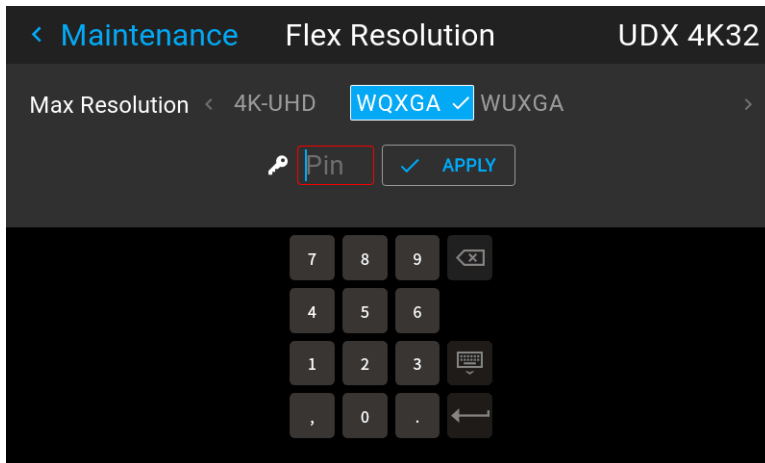 Maintenance Flex Resolution UDX 4K32
Max Resolution 4K-UHD WQXGA WUXGA
Pin APPLY
7 8 9
4 5 6
1 2 3
, 0 .